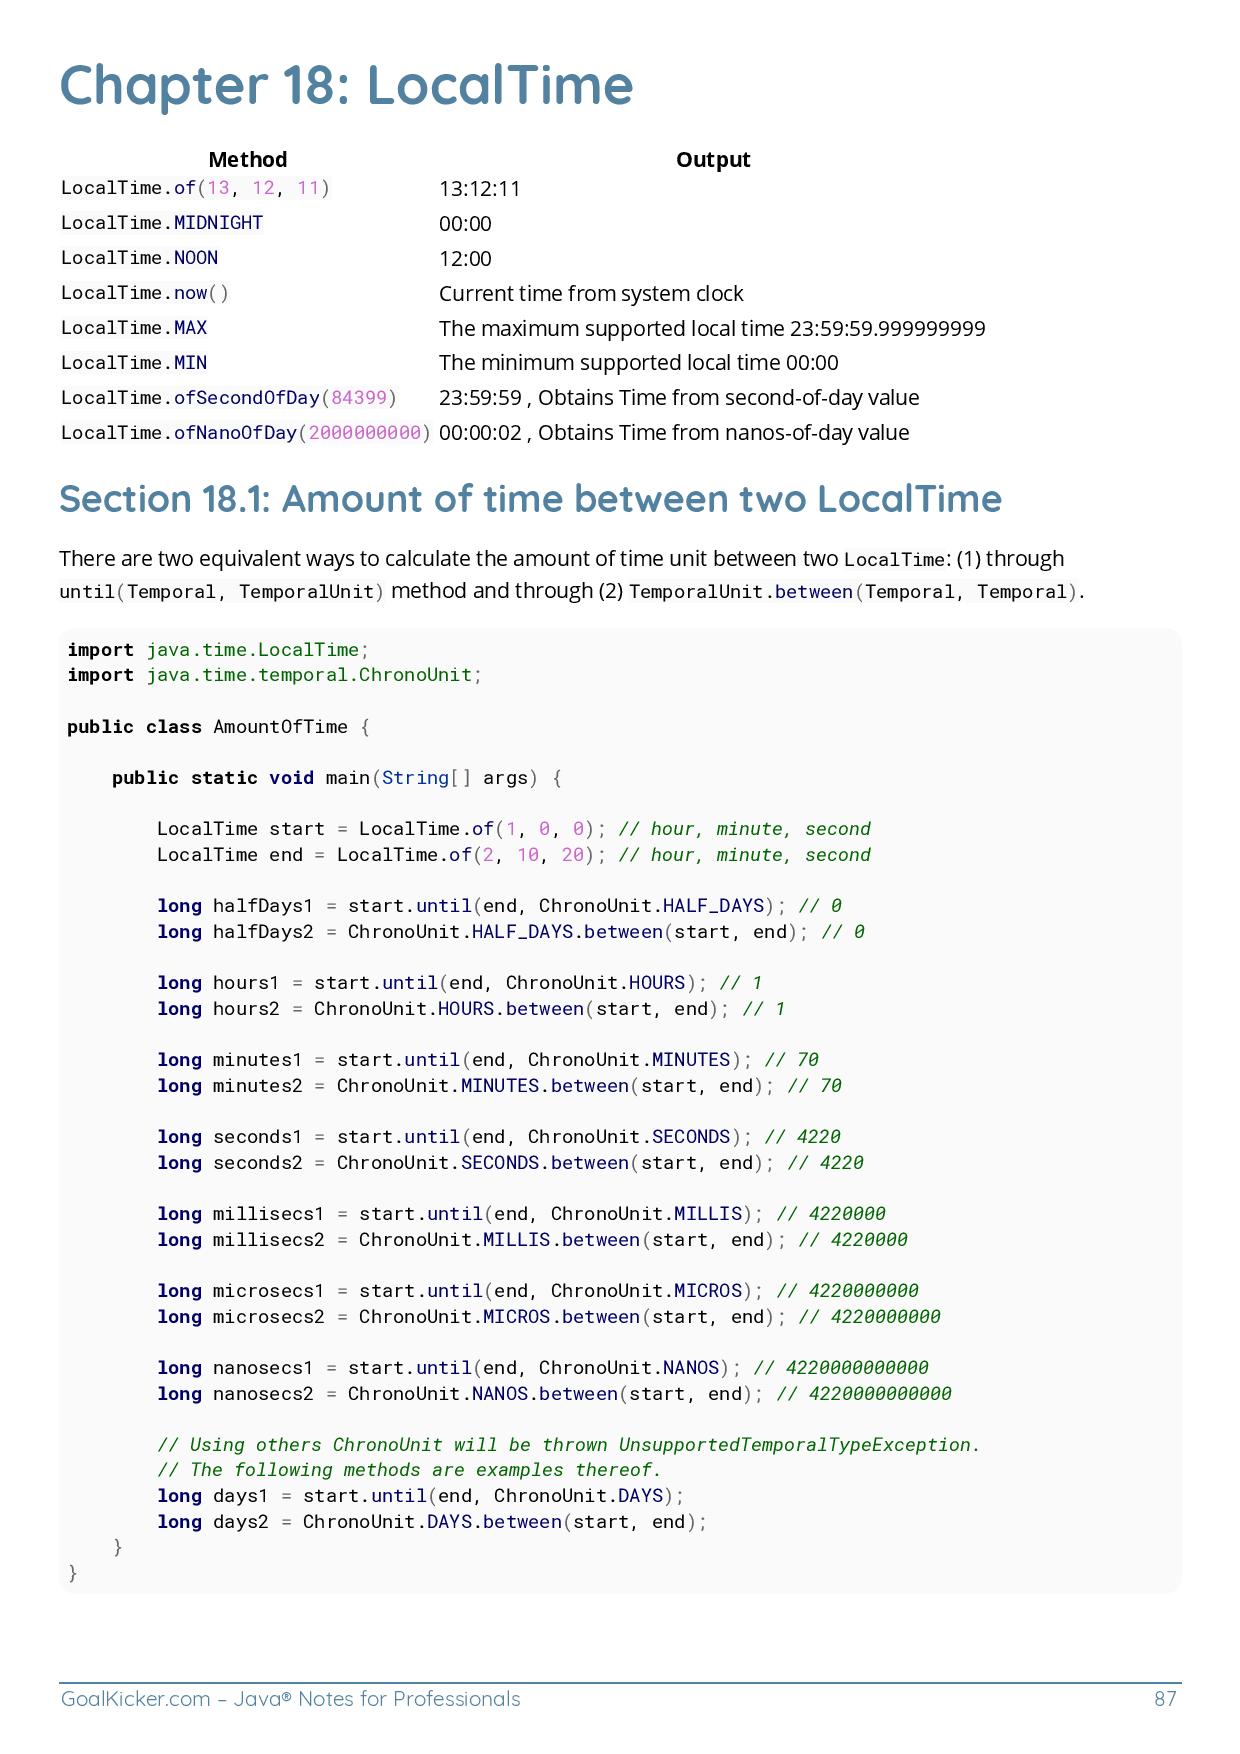 Chapter 18: LocalTime
Method Output
LocalTime.of(13, 12, 11) 13:12:11
LocalTime.MIDNIGHT 00:00
LocalTime.NOON 12:00
LocalTime.now() Current time from system clock
LocalTime.MAX The maximum supported local time 23:59:59.999999999
LocalTime.MIN The minimum supported local time 00:00
LocalTime.ofSecondOfDay(84399) 23:59:59 , Obtains Time from second-of-day value
LocalTime.ofNanoOfDay(2000000000) 00:00:02 , Obtains Time from nanos-of-day value
Section 18.1: Amount of time between two LocalTime
There are two equivalent ways to calculate the amount of time unit between two LocalTime: (1) through
until(Temporal, TemporalUnit) method and through (2) TemporalUnit.between(Temporal, Temporal).
import java.time.LocalTime;
import java.time.temporal.ChronoUnit;
public class AmountOfTime {
public static void main(String[] args) {
LocalTime start = LocalTime.of(1, 0, 0); // hour, minute, second
LocalTime end = LocalTime.of(2, 10, 20); // hour, minute, second
long halfDays1 = start.until(end, ChronoUnit.HALF_DAYS); // 0
long halfDays2 = ChronoUnit.HALF_DAYS.between(start, end); // 0
long hours1 = start.until(end, ChronoUnit.HOURS); // 1
long hours2 = ChronoUnit.HOURS.between(start, end); // 1
long minutes1 = start.until(end, ChronoUnit.MINUTES); // 70
long minutes2 = ChronoUnit.MINUTES.between(start, end); // 70
long seconds1 = start.until(end, ChronoUnit.SECONDS); // 4220
long seconds2 = ChronoUnit.SECONDS.between(start, end); // 4220
long millisecs1 = start.until(end, ChronoUnit.MILLIS); // 4220000
long millisecs2 = ChronoUnit.MILLIS.between(start, end); // 4220000
long microsecs1 = start.until(end, ChronoUnit.MICROS); // 4220000000
long microsecs2 = ChronoUnit.MICROS.between(start, end); // 4220000000
long nanosecs1 = start.until(end, ChronoUnit.NANOS); // 4220000000000
long nanosecs2 = ChronoUnit.NANOS.between(start, end); // 4220000000000
// Using others ChronoUnit will be thrown UnsupportedTemporalTypeException.
// The following methods are examples thereof.
long days1 = start.until(end, ChronoUnit.DAYS);
long days2 = ChronoUnit.DAYS.between(start, end);
}
}
GoalKicker.com – Java® Notes for Professionals 87